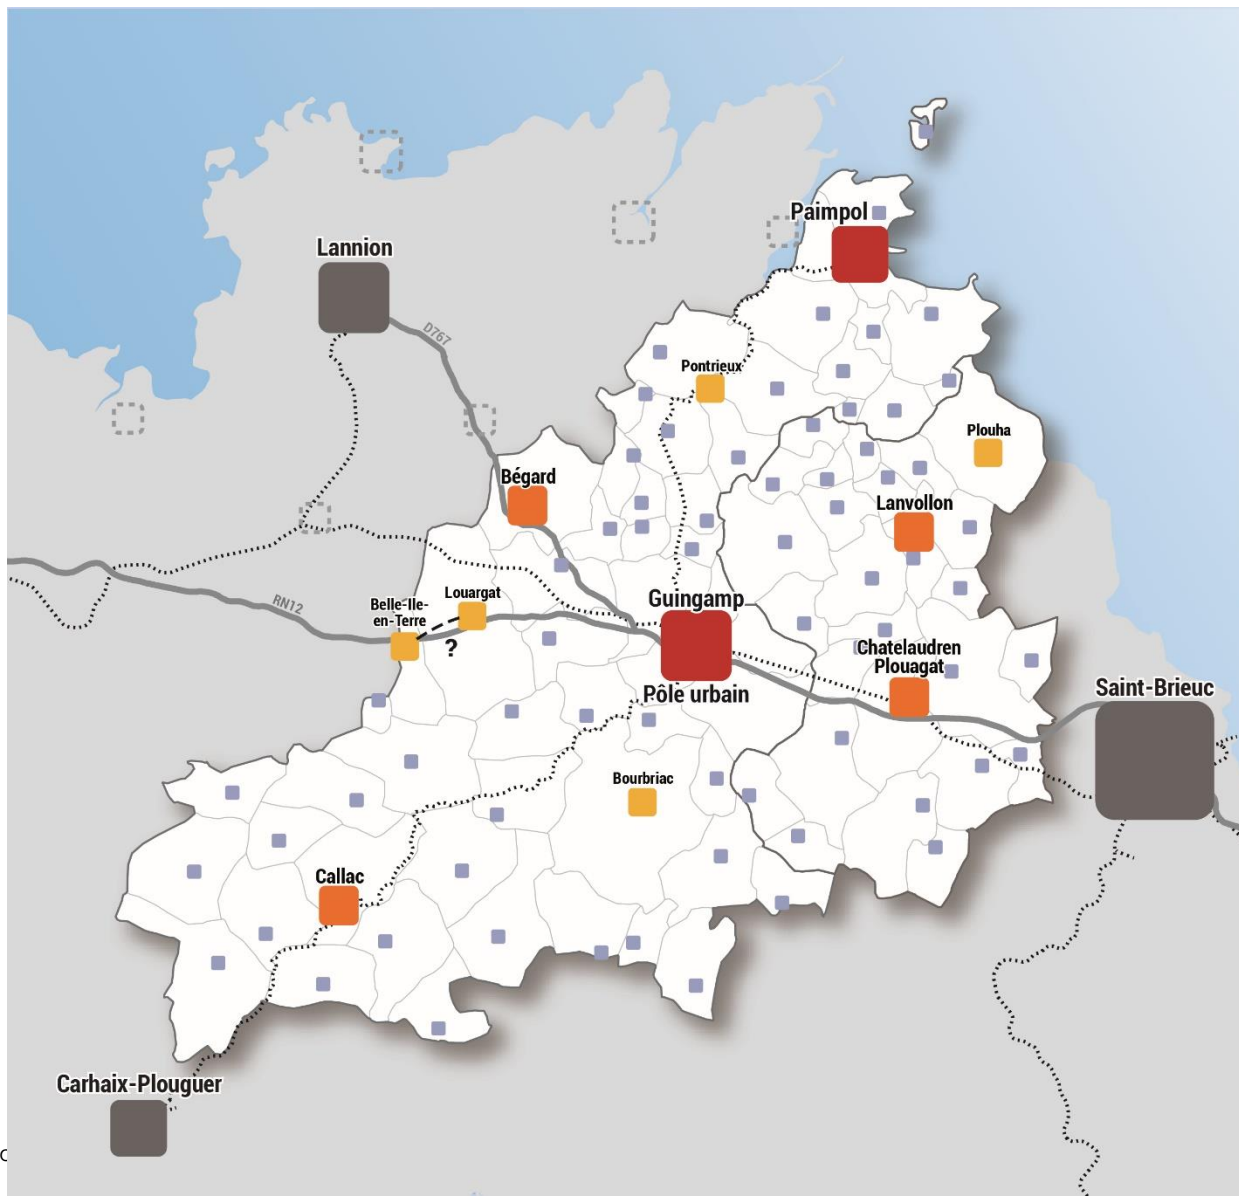 Paimpol
Lannion
D767
Pontrieux
Plouha
Bégard
Lanvollon
Belle-Ile-
en-Terre
Louargat
RN12
?
Guingamp
Pôle urbain
Chatelaudren
Plouagat
Saint-Brieuc
Bourbriac
Callac
Carhaix-Plouguer